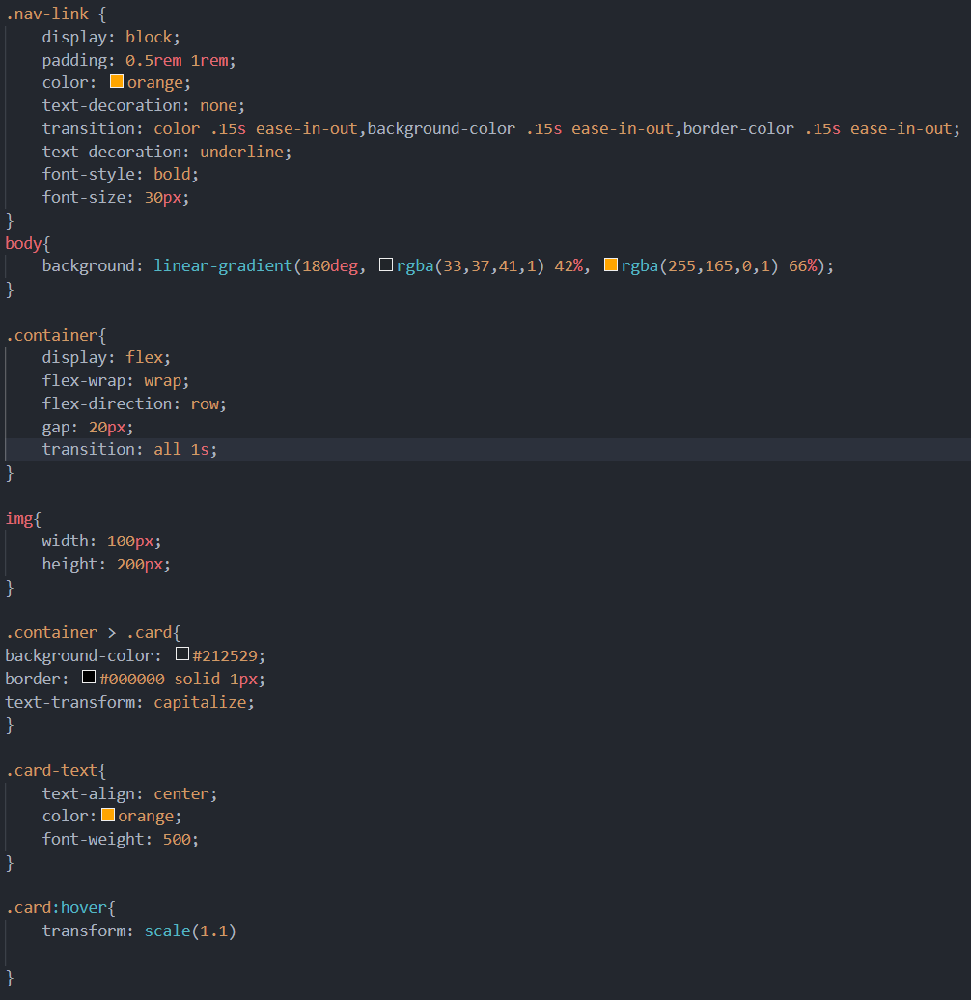 .nav-link {
    display: block;
    padding: 0.5rem 1rem;
    color: orange;
    text-decoration: none;
    transition: color .15s ease-in-out,background-color .15s ease-in-out,border-color .15s ease-in-out;
    text-decoration: underline;
    font-style: bold;
    font-size: 30px;
}
body{
    background: linear-gradient(180deg, rgba(33,37,41,1) 42%, rgba(255,165,0,1) 66%);
}

.container{
    display: flex;
    flex-wrap: wrap;
    flex-direction: row;
    gap: 20px;
    transition: all 1s;
}

img{
    width: 100px;
    height: 200px;
}

.container > .card{
background-color: #212529;
border: #000000 solid 1px;
text-transform: capitalize;
}

.card-text{
    text-align: center;
    color:orange;
    font-weight: 500;
}

.card:hover{
    transform: scale(1.1)

}